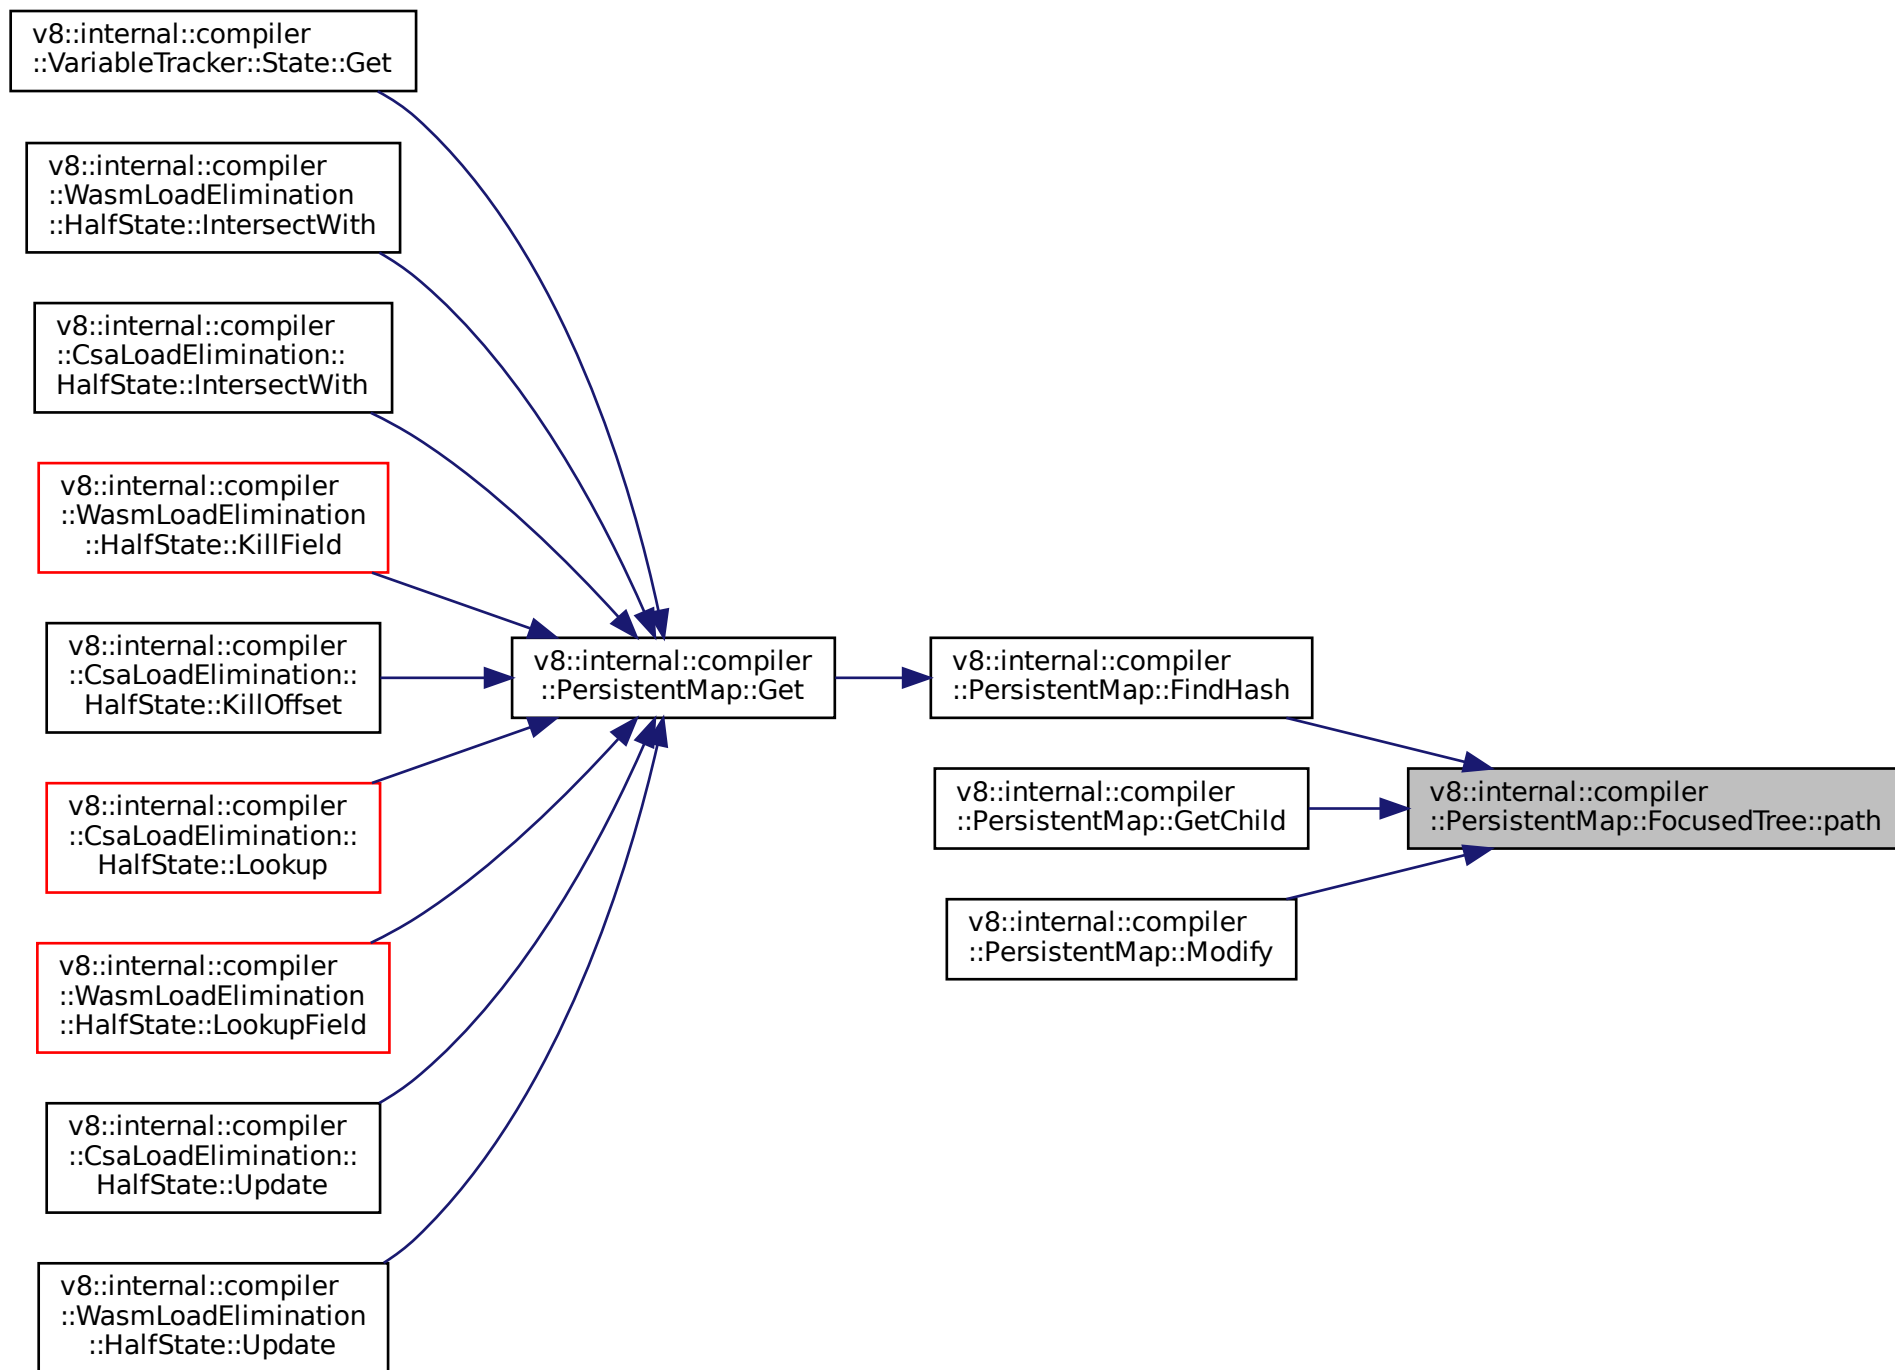 v8::internal::compiler
::VariableTracker::State::Get
v8::internal::compiler
::WasmLoadElimination
::HalfState::IntersectWith
v8::internal::compiler
::CsaLoadElimination::
HalfState::IntersectWith
v8::internal::compiler
::WasmLoadElimination
::HalfState::KillField
v8::internal::compiler
::CsaLoadElimination::
HalfState::KillOffset
v8::internal::compiler
::CsaLoadElimination::
HalfState::Lookup
v8::internal::compiler
::WasmLoadElimination
::HalfState::LookupField
v8::internal::compiler
::CsaLoadElimination::
HalfState::Update
v8::internal::compiler
::WasmLoadElimination
::HalfState::Update
v8::internal::compiler
::PersistentMap::Get
v8::internal::compiler
::PersistentMap::FindHash
v8::internal::compiler
::PersistentMap::GetChild
v8::internal::compiler
::PersistentMap::Modify
v8::internal::compiler
::PersistentMap::FocusedTree::path